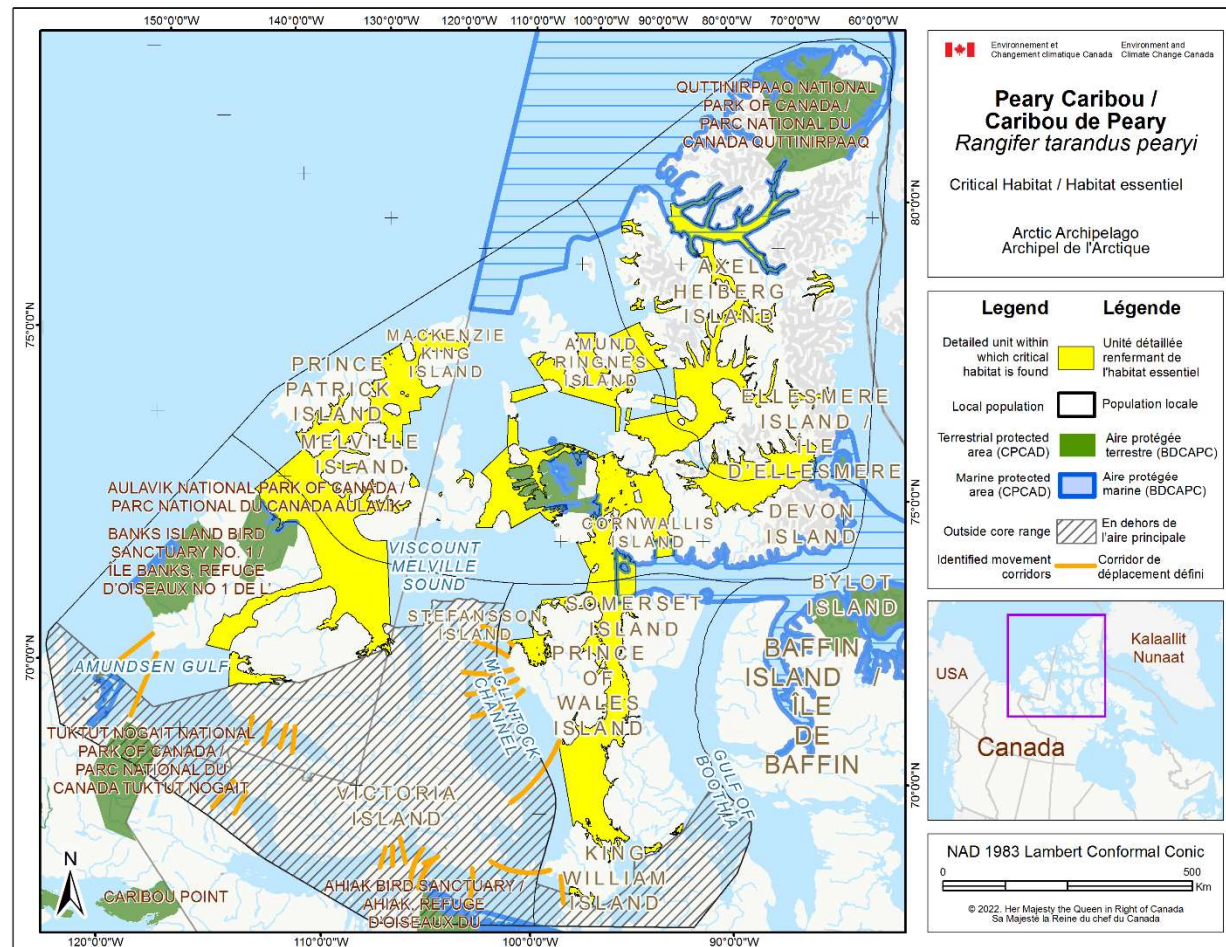 150°0'0"W
140°0'0"W
130°0'0"W
120°0'0"W
110°0'0"W
100°0'0"W
90°0'0"W
80°0'0"W
70°0'0"W
60°0'0"W
QUTTINIRPAAQ NATIONAL
PARK OF CANADA /
PARC NATIONAL DU
CANADA QUTTINIRPAAQ
80°0'0"N
AXEL
HEIBERG
ISLAND
75°0'0"N
MACKENZIE
KING
ISLAND
AMUND
RINGNES
ISLAND
PRINCE
PATRICK
ISLAND
ELLESMERE
ISLAND / ÎLE
D'ELLESMERE
MELVILLE
ISLAND
AULAVIK NATIONAL PARK OF CANADA /
PARC NATIONAL DU CANADA AULAVIK
75°0'0"N
DEVON
ISLAND
CORNWALLIS
ISLAND
BANKS ISLAND BIRD
SANCTUARY NO. 1 /
ÎLE BANKS, REFUGE
D'OISEAUX NO 1 DE L'
VISCOUNT
MELVILLE
SOUND
BYLOT
ISLAND
STEFANSSON
ISLAND
SOMERSET
ISLAND
70°0'0"N
AMUNDSEN GULF
PRINCE
OF
WALES
ISLAND
BAFFIN
ISLAND /
ÎLE
DE
BAFFIN
M'CLINTOCK
CHANNEL
TUKTUT NOGAIT NATIONAL
PARK OF CANADA /
PARC NATIONAL DU
CANADA TUKTUT NOGAIT
GULF OF
BOOTHIA
70°0'0"N
VICTORIA
ISLAND
KING
WILLIAM
ISLAND
N
CARIBOU POINT
AHIAK BIRD SANCTUARY /
AHIAK, REFUGE
D'OISEAUX DU
120°0'0"W
110°0'0"W
100°0'0"W
90°0'0"W
Environnement et
Changement climatique Canada
Environment and
Climate Change Canada
Peary Caribou /
Caribou de Peary
Rangifer tarandus pearyi
Critical Habitat / Habitat essentiel
Arctic Archipelago
Archipel de l'Arctique
Legend
Légende
Detailed unit within
which critical
habitat is found
Unité détaillée
renfermant de
l'habitat essentiel
Local population
Population locale
Terrestrial protected
area (CPCAD)
Aire protégée
terrestre (BDCAPC)
Marine protected
area (CPCAD)
Aire protégée
marine (BDCAPC)
Outside core range
En dehors de
l'aire principale
Identified movement
corridors
Corridor de
déplacement défini
USA
Kalaallit
Nunaat
Canada
NAD 1983 Lambert Conformal Conic
0
500
Km
© 2022. Her Majesty the Queen in Right of Canada
Sa Majesté la Reine du chef du Canada